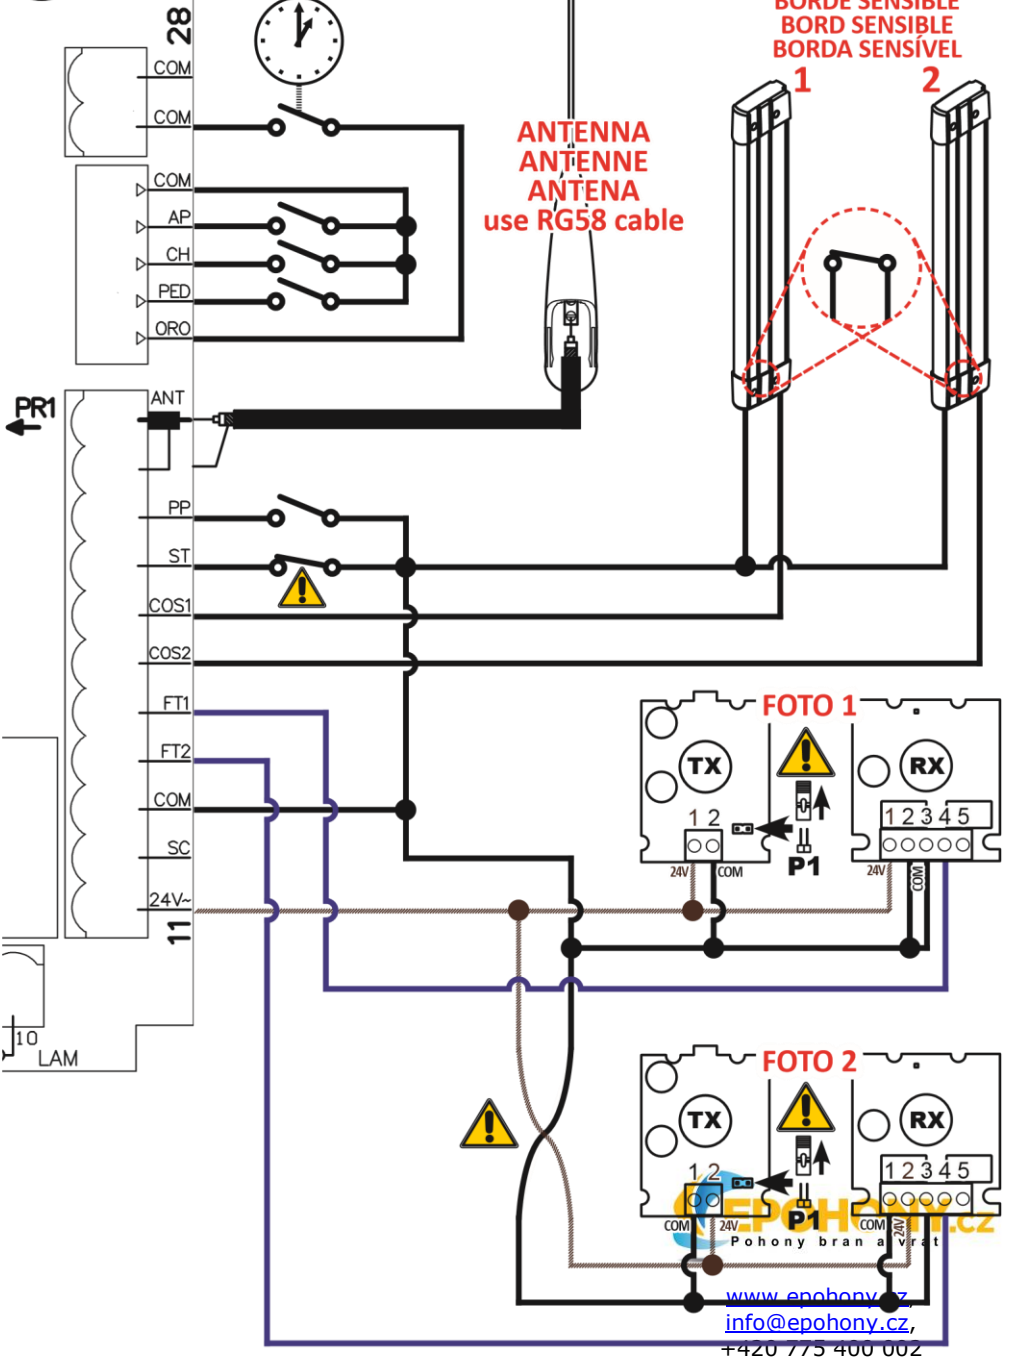 BORDE SENSIBLE
BORD SENSIBLE
BORDA SENSÍVEL
1 2
28
COM
COM
COM
AP
CH
PED
ORO
ANTENNA
ANTENNE
ANTENA
use RG58 cable
PR1
ANT
PP
ST
COS1
COS2
FT1
FT2
COM
SC
24V~
11
10
LAM
FOTO 1
TX
RX
1 2
1 2 3 4 5
P1
24V
COM
24V
COM
FOTO 2
TX
RX
1 2
1 2 3 4 5
P1
COM
24V
COM
24V
EPOHONY.CZ
Pohony bran a vrat
www.epohony.cz,
info@epohony.cz,
+420 775 400 002